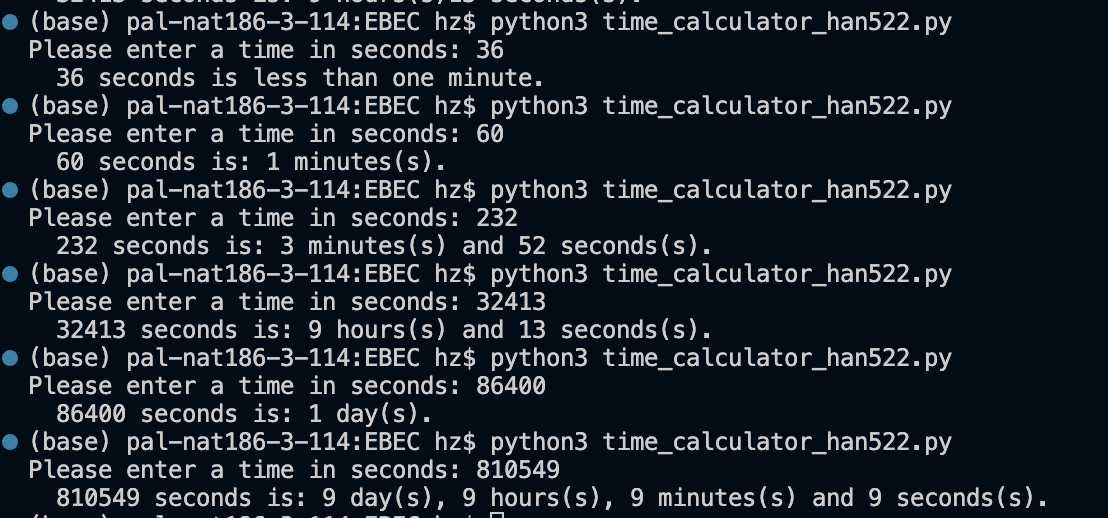 (base) pal-nat186-3-114:EBEC hz$ python3 time_calculator_han522.py
Please enter a time in seconds: 36
  36 seconds is less than one minute.
(base) pal-nat186-3-114:EBEC hz$ python3 time_calculator_han522.py
Please enter a time in seconds: 60
  60 seconds is: 1 minutes(s).
(base) pal-nat186-3-114:EBEC hz$ python3 time_calculator_han522.py
Please enter a time in seconds: 232
  232 seconds is: 3 minutes(s) and 52 seconds(s).
(base) pal-nat186-3-114:EBEC hz$ python3 time_calculator_han522.py
Please enter a time in seconds: 32413
  32413 seconds is: 9 hours(s) and 13 seconds(s).
(base) pal-nat186-3-114:EBEC hz$ python3 time_calculator_han522.py
Please enter a time in seconds: 86400
  86400 seconds is: 1 day(s).
(base) pal-nat186-3-114:EBEC hz$ python3 time_calculator_han522.py
Please enter a time in seconds: 810549
  810549 seconds is: 9 day(s), 9 hours(s), 9 minutes(s) and 9 seconds(s).